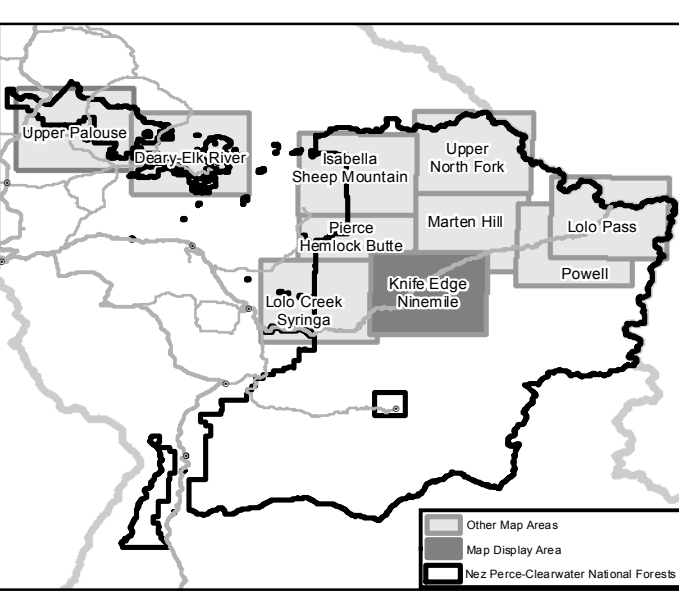 Upper Palouse
Deary-Elk River
Isabella
Sheep Mountain
Upper
North Fork
Marten Hill
Lolo Pass
Pierce
Hemlock Butte
Powell
Knife Edge
Ninemile
Lolo Creek
Syringa
Other Map Areas
Map Display Area
Nez Perce-Clearwater National Forests